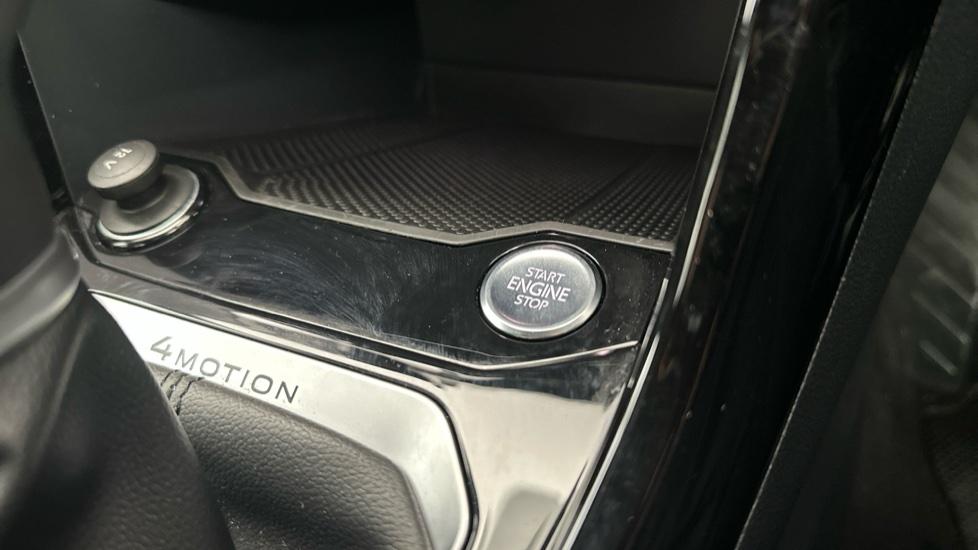 12 V
START
ENGINE
STOP
4MOTION